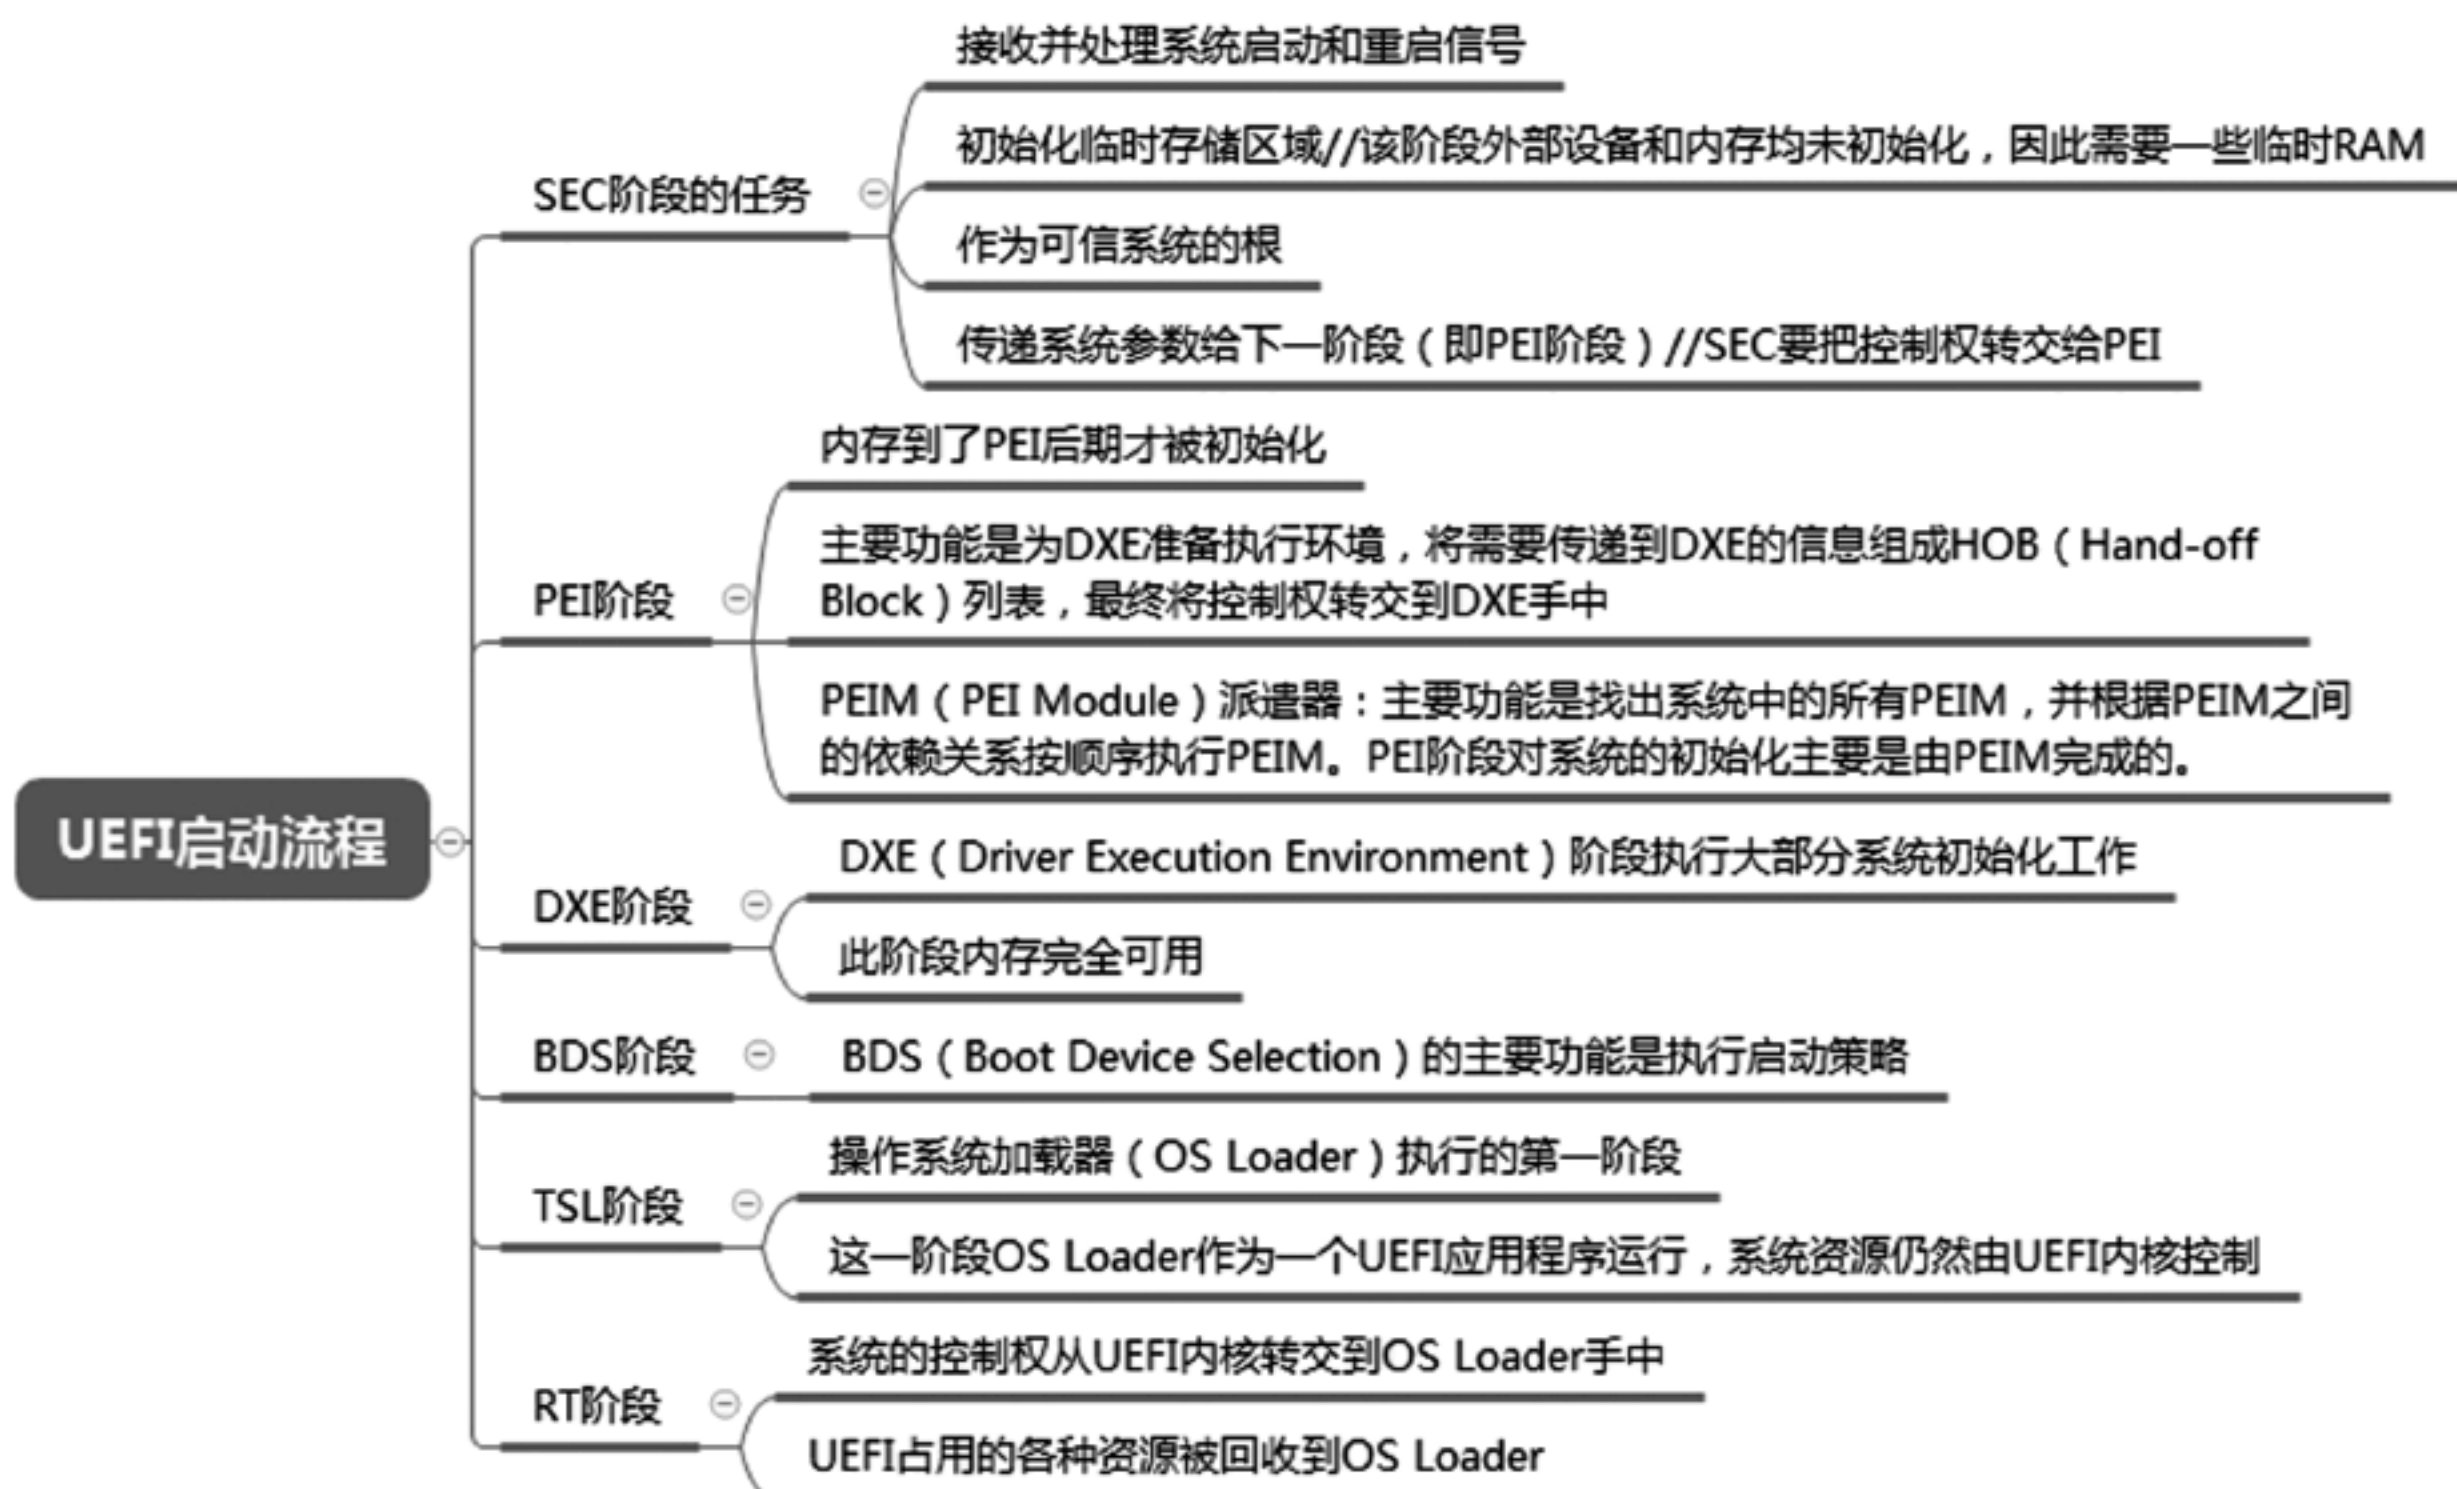 UEFI启动流程
SEC阶段的任务
接收并处理系统启动和重启信号
初始化临时存储区域//该阶段外部设备和内存均未初始化，因此需要一些临时RAM
作为可信系统的根
传递系统参数给下一阶段（即PEI阶段）//SEC要把控制权转交给PEI
PEI阶段
内存到了PEI后期才被初始化
主要功能是为DXE准备执行环境，将需要传递到DXE的信息组成HOB（Hand-off
Block）列表，最终将控制权转交到DXE手中
PEIM（PEI Module）派遣器：主要功能是找出系统中的所有PEIM，并根据PEIM之间
的依赖关系按顺序执行PEIM。PEI阶段对系统的初始化主要是由PEIM完成的。
DXE阶段
DXE（Driver Execution Environment）阶段执行大部分系统初始化工作
此阶段内存完全可用
BDS阶段
BDS（Boot Device Selection）的主要功能是执行启动策略
TSL阶段
操作系统加载器（OS Loader）执行的第一阶段
这一阶段OS Loader作为一个UEFI应用程序运行，系统资源仍然由UEFI内核控制
RT阶段
系统的控制权从UEFI内核转交到OS Loader手中
UEFI占用的各种资源被回收到OS Loader